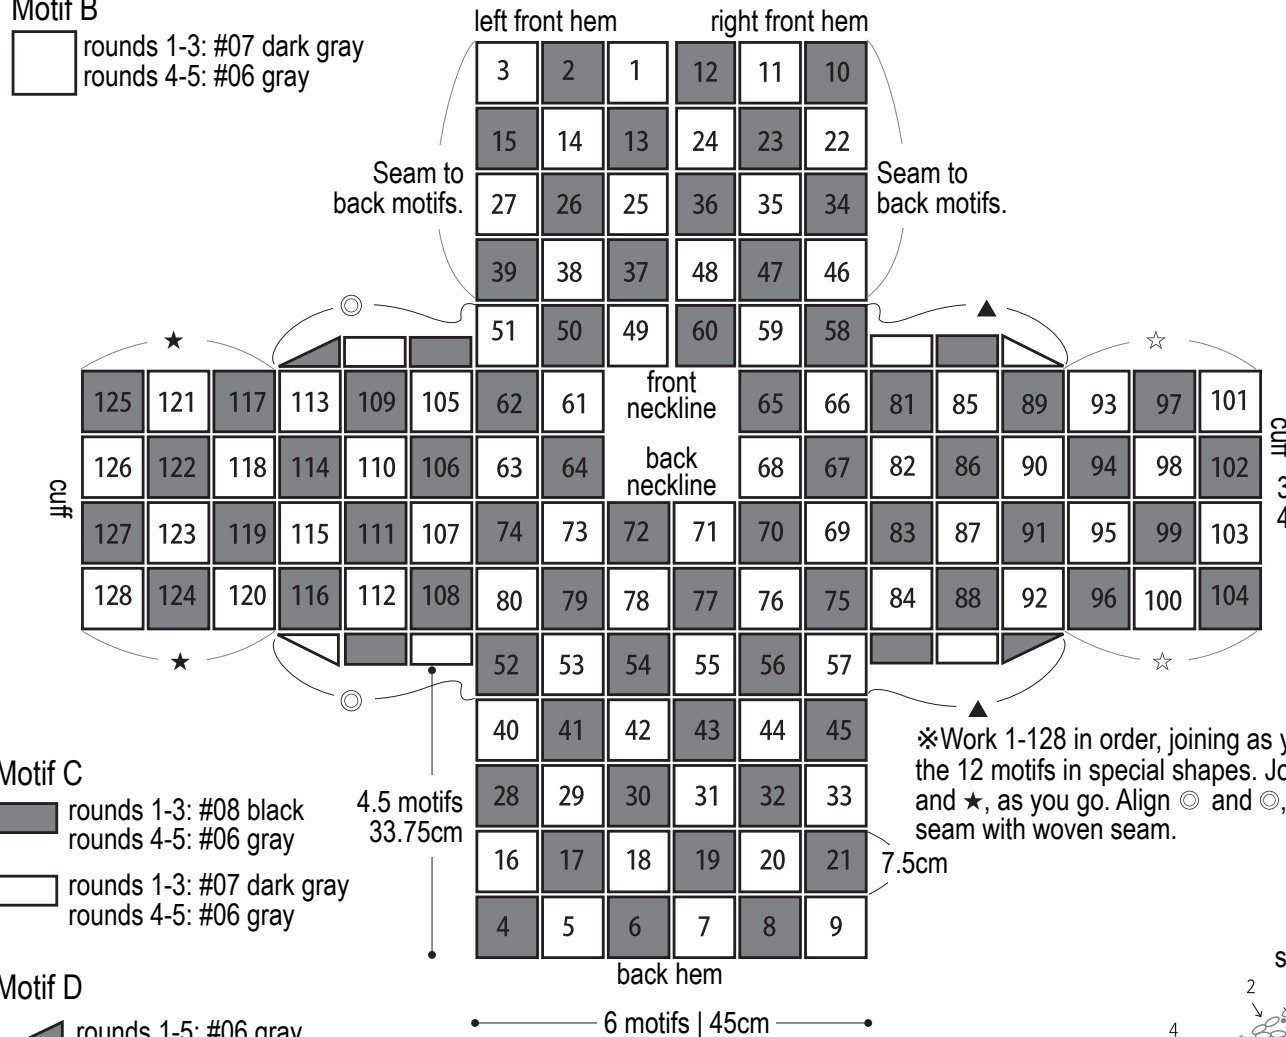 Motif B
rounds 1-3: #07 dark gray
rounds 4-5: #06 gray
left front hem right front hem
3 2 1 12 11 10
15 14 13 24 23 22
Seam to
back motifs.
Seam to
back motifs.
27 26 25 36 35 34
39 38 37 48 47 46
◎ ▲
51 50 49 60 59 58
★ ☆
front
neckline
125 121 117 113 109 105 62 61 65 66 81 85 89 93 97 101
back
neckline
126 122 118 114 110 106 63 64 68 67 82 86 90 94 98 102
cuff
cuff
3
4
127 123 119 115 111 107 74 73 72 71 70 69 83 87 91 95 99 103
128 124 120 116 112 108 80 79 78 77 76 75 84 88 92 96 100 104
★ ☆
52 53 54 55 56 57
◎ ▲
40 41 42 43 44 45
28 29 30 31 32 33
16 17 18 19 20 21
4 5 6 7 8 9
back hem
6 motifs | 45cm
4.5 motifs
33.75cm
7.5cm
※Work 1-128 in order, joining as
the 12 motifs in special shapes.
and ★, as you go. Align ◎ and ◎,
seam with woven seam.
Motif C
rounds 1-3: #08 black
rounds 4-5: #06 gray
rounds 1-3: #07 dark gray
rounds 4-5: #06 gray
Motif D
rounds 1-5: #06 gray
2
4